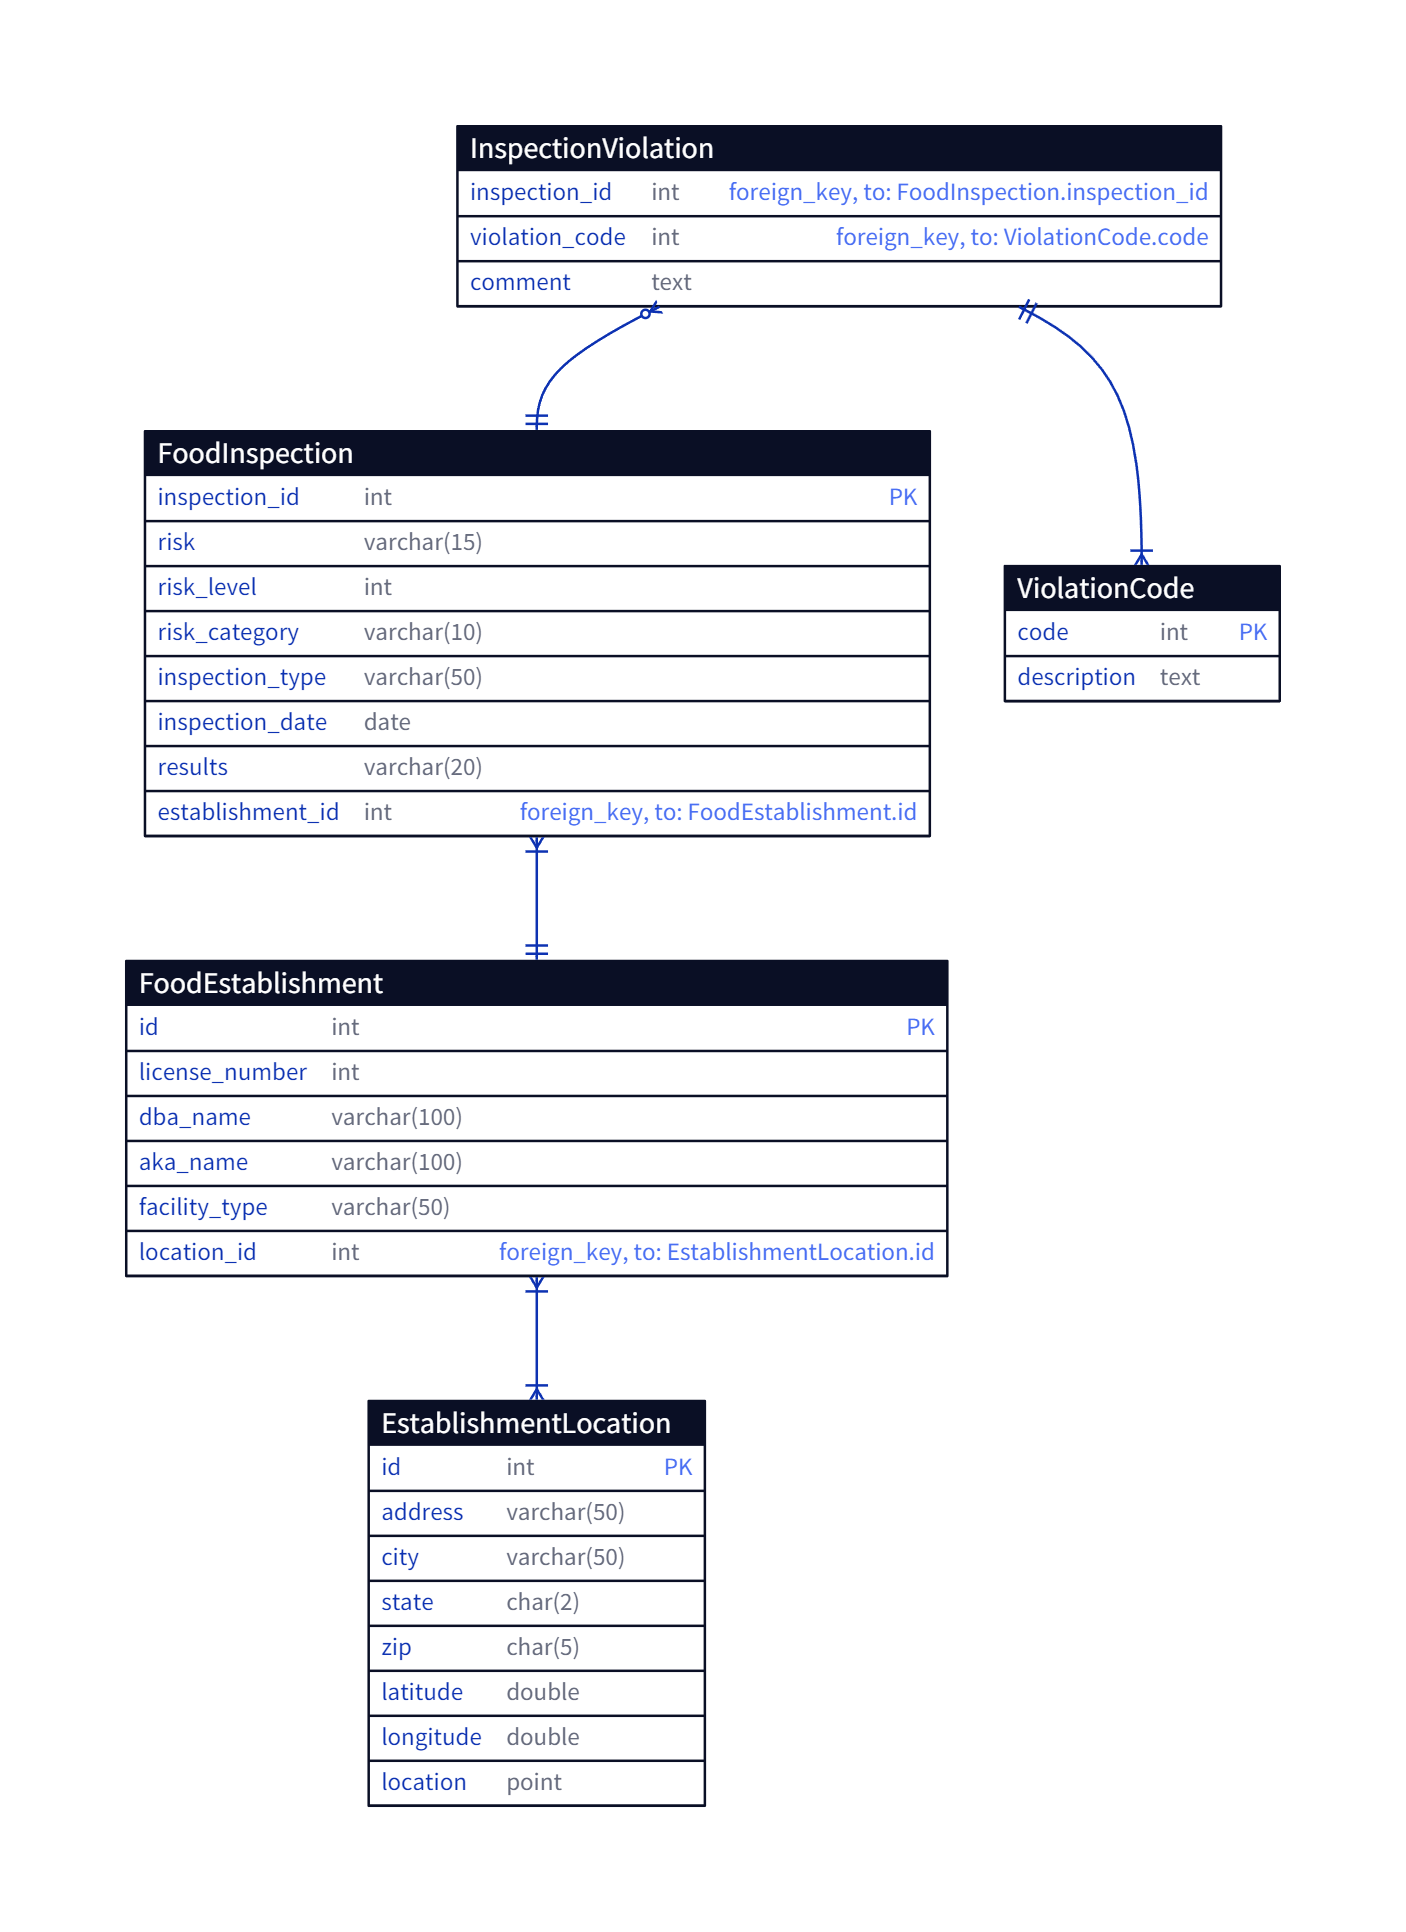 InspectionViolation
inspection_id int foreign_key, to: FoodInspection.inspection_id
violation_code int foreign_key, to: ViolationCode.code
comment text
FoodInspection
inspection_id int PK
risk varchar(15)
risk_level int
risk_category varchar(10)
inspection_type varchar(50)
inspection_date date
results varchar(20)
establishment_id int foreign_key, to: FoodEstablishment.id
ViolationCode
code int PK
description text
FoodEstablishment
id int PK
license_number int
dba_name varchar(100)
aka_name varchar(100)
facility_type varchar(50)
location_id int foreign_key, to: EstablishmentLocation.id
EstablishmentLocation
id int PK
address varchar(50)
city varchar(50)
state char(2)
zip char(5)
latitude double
longitude double
location point